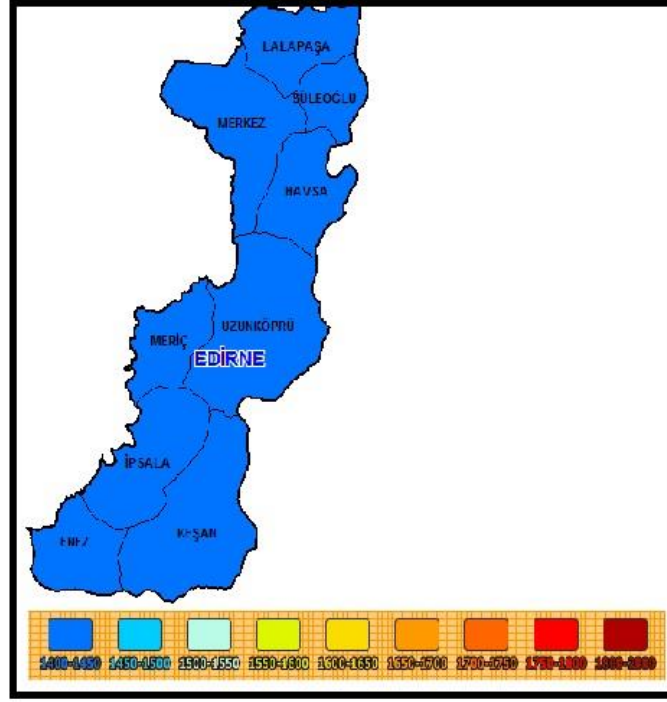 LALAPAŞA
SÜLEOĞLU
MERKEZ
HAVSA
UZUNKÖPRÜ
MERİÇ
EDİRNE
İPSALA
KEŞAN
ENEZ
1400-1450 1450-1500 1500-1550 1550-1600 1600-1650 1650-1700 1700-1750 1750-1800 1800-2000